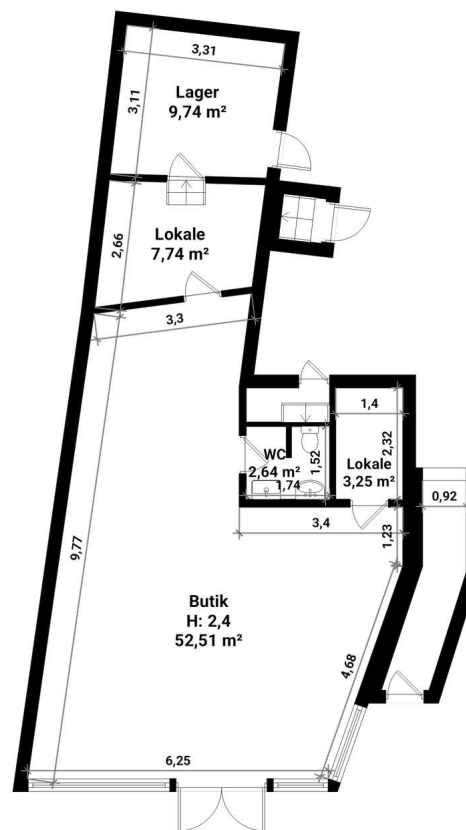 3,31
Lager
9,74 m²
3,11
Lokale
7,74 m²
2,66
3,3
1,4
WC
2,64 m²
1,52
1,74
2,32
Lokale
3,25 m²
0,92
3,4
1,23
9,77
Butik
H: 2,4
52,51 m²
4,68
6,25